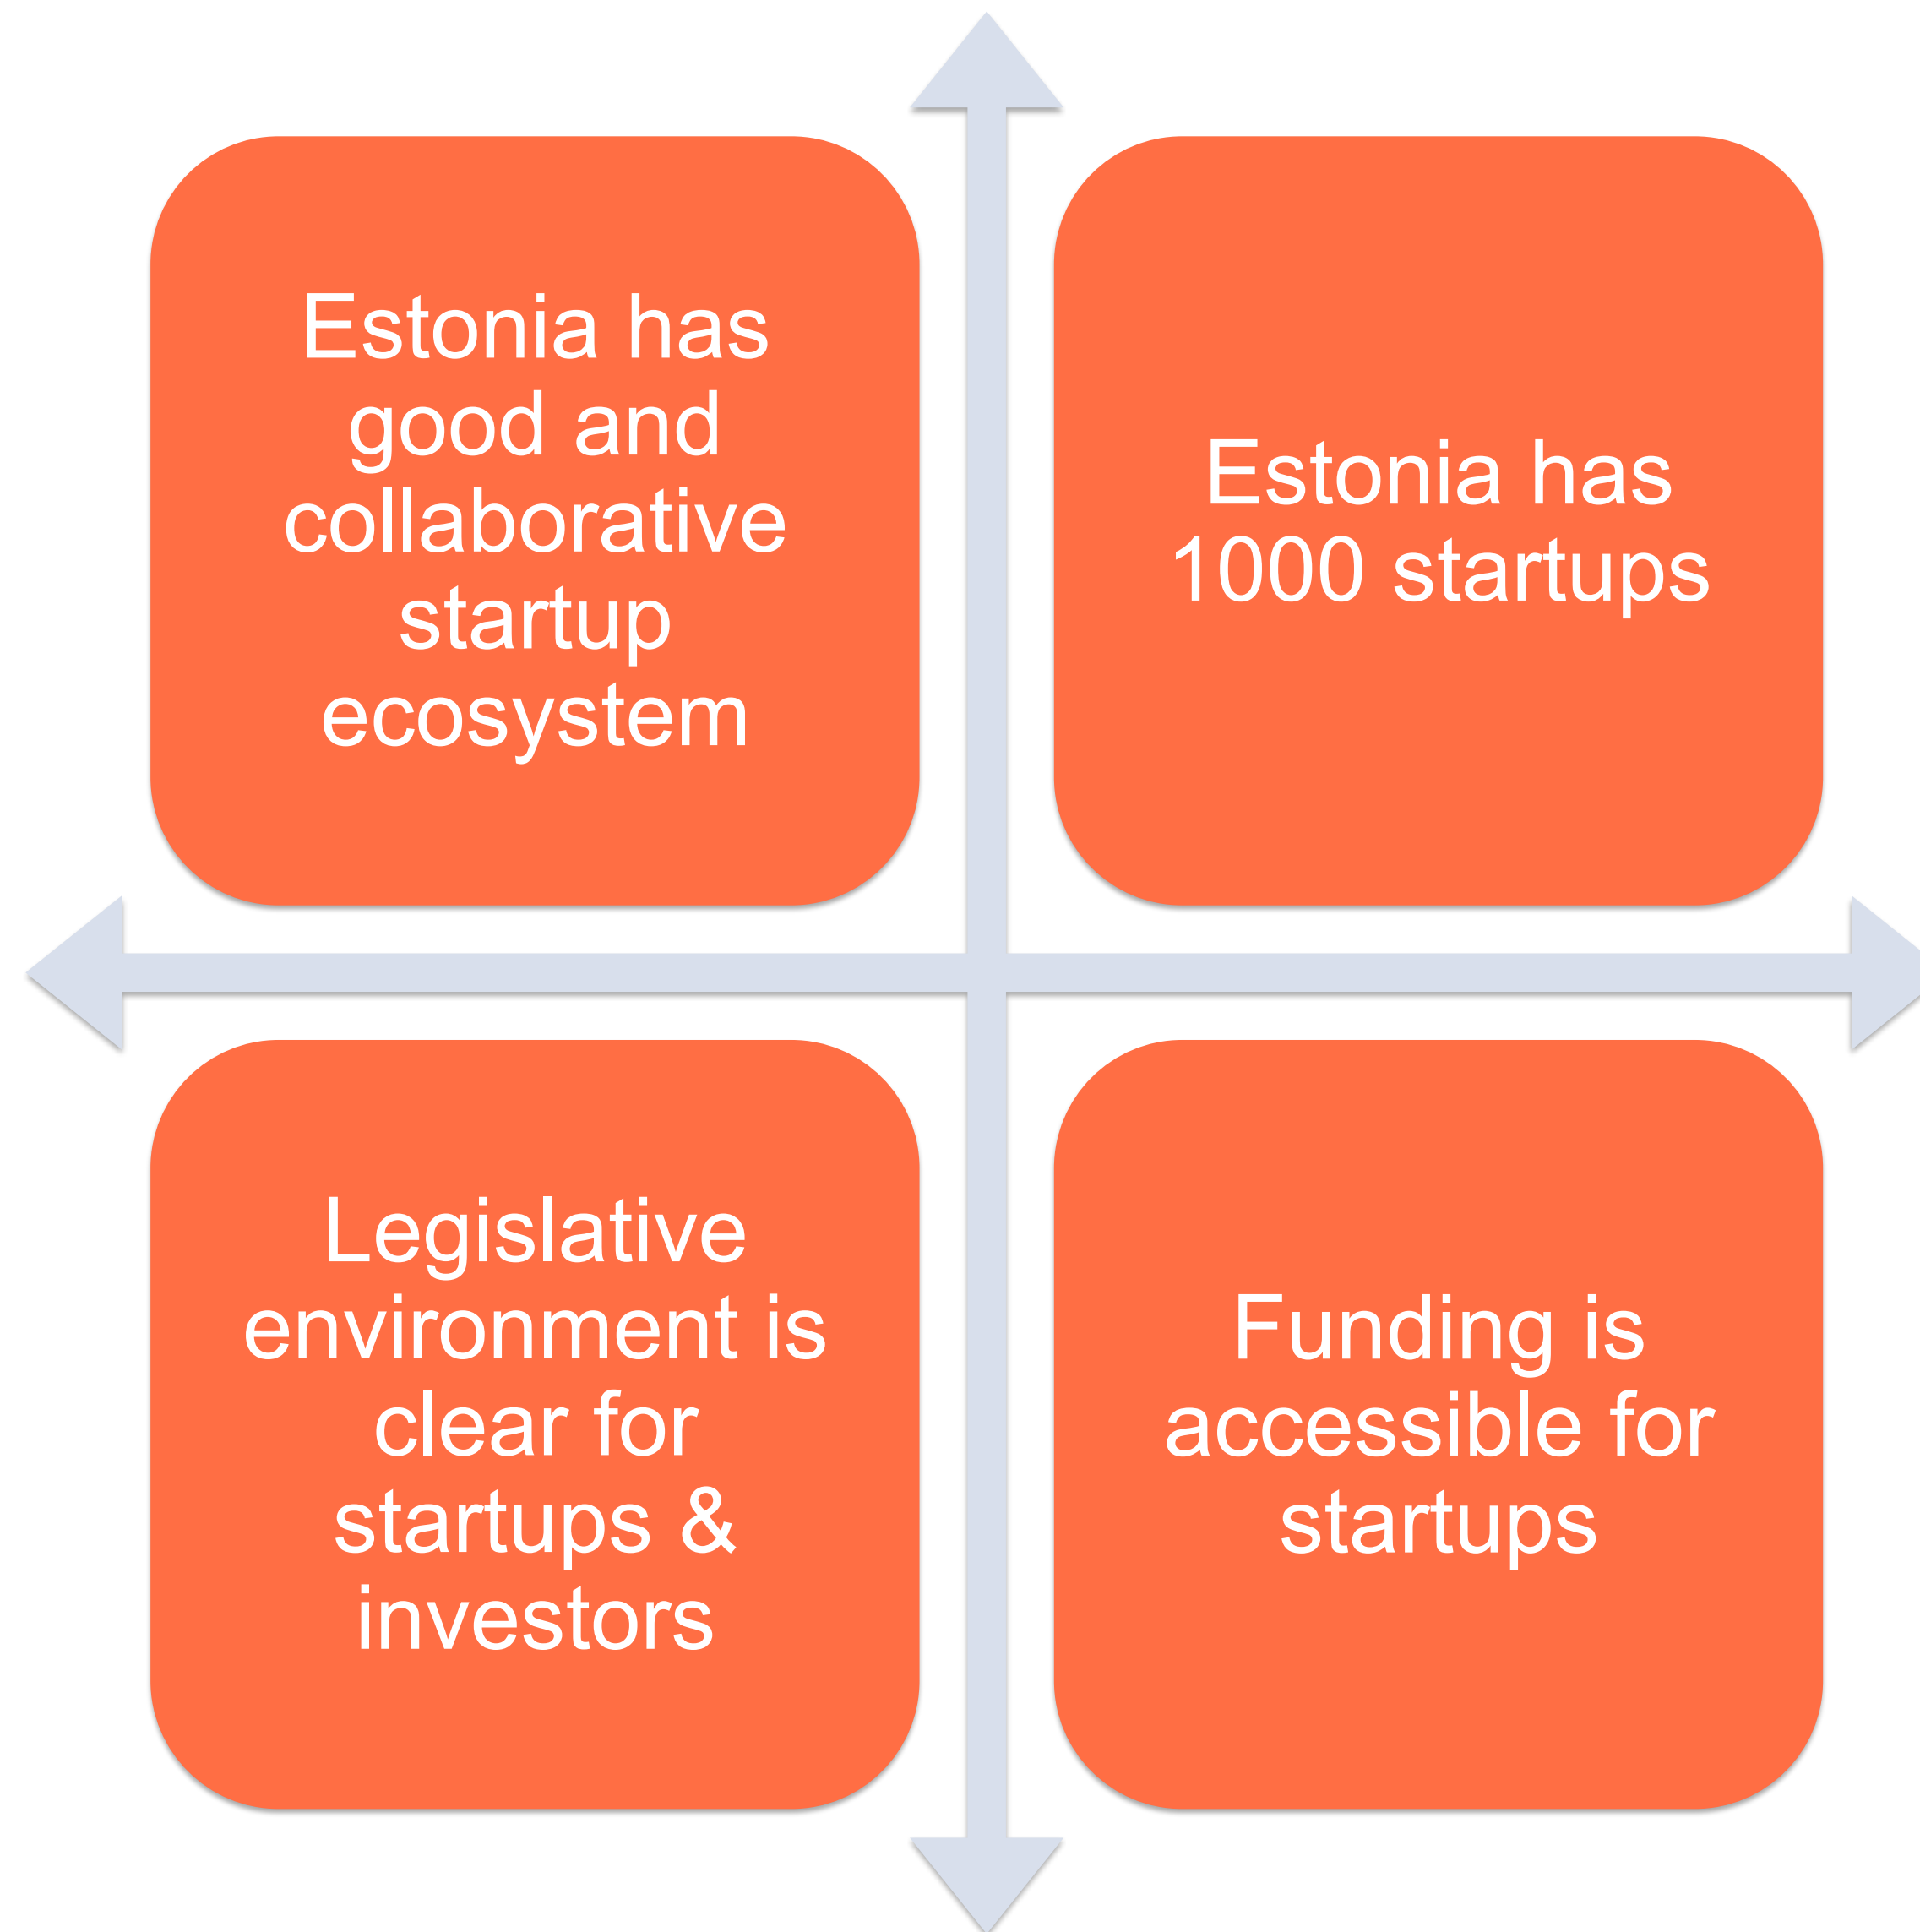 Estonia has
good and
collaborative
startup
ecosystem
Estonia has
1000 startups
Legislative
environment is
clear for
startups &
investors
Funding is
accessible for
startups